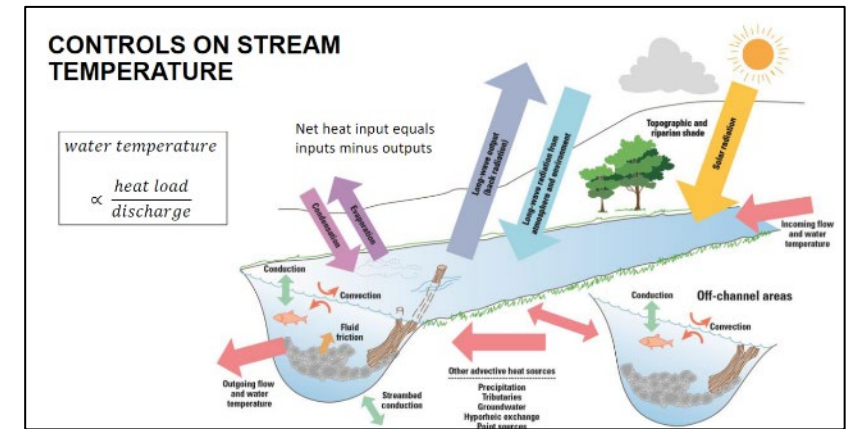 CONTROLS ON STREAM
TEMPERATURE
water temperature
∝ heat load
discharge
Net heat input equals
inputs minus outputs
Condensation
Evaporation
Long-wave output
(back radiation)
Long-wave radiation from
atmosphere and environment
Topographic and
riparian shade
Solar radiation
Incoming flow
and water
temperature
Conduction
Convection
Fluid
friction
Outgoing flow
and water
temperature
Streambed
conduction
Other advective heat sources
Precipitation
Tributaries
Groundwater
Hyporheic exchange
Point sources
Off-channel areas
Conduction
Convection